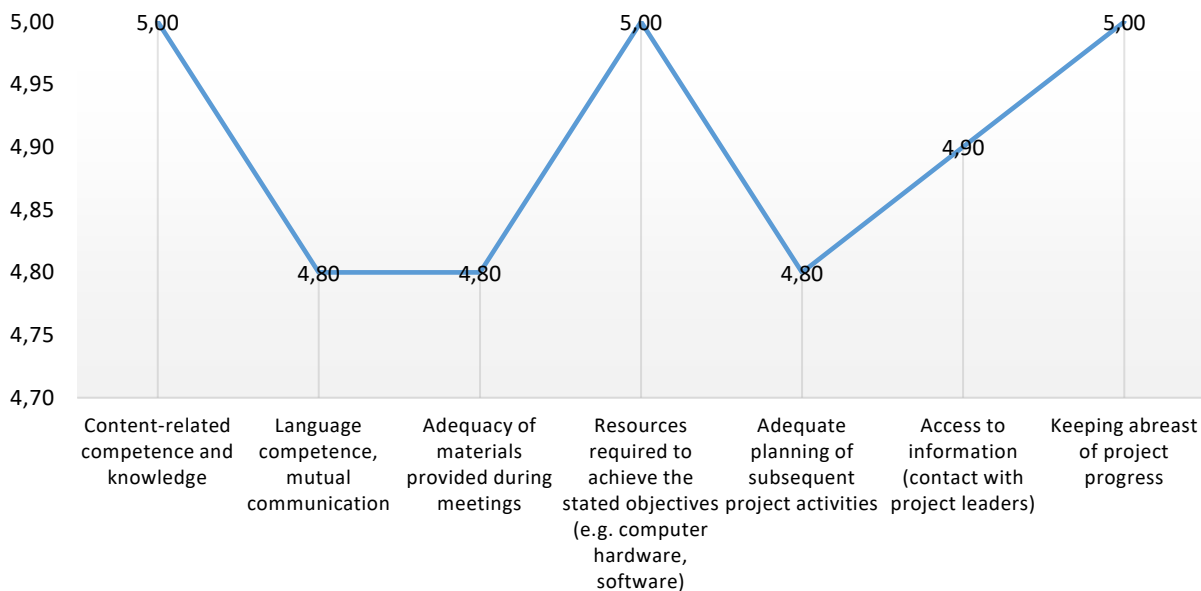 5,00
4,95
4,90
4,85
4,80
4,75
4,70
5,00
4,80
4,80
5,00
4,80
4,90
5,00
Content-related
competence and
knowledge
Language
competence,
mutual
communication
Adequacy of
materials
provided during
meetings
Resources
required to
achieve the
stated objectives
(e.g. computer
hardware,
software)
Adequate
planning of
subsequent
project activities
Access to
information
(contact with
project leaders)
Keeping abreast
of project
progress